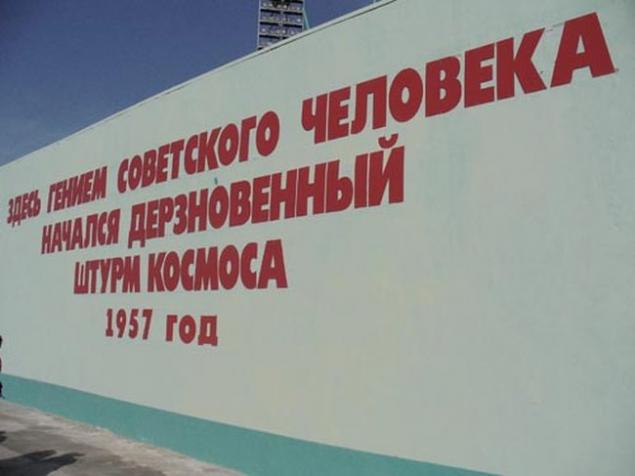 ЗДЕСЬ ГЕНИЕМ СОВЕТСКОГО ЧЕЛОВЕКА
НАЧАЛСЯ ДЕРЗНОВЕННЫЙ
ШТУРМ КОСМОСА
1957 ГОД